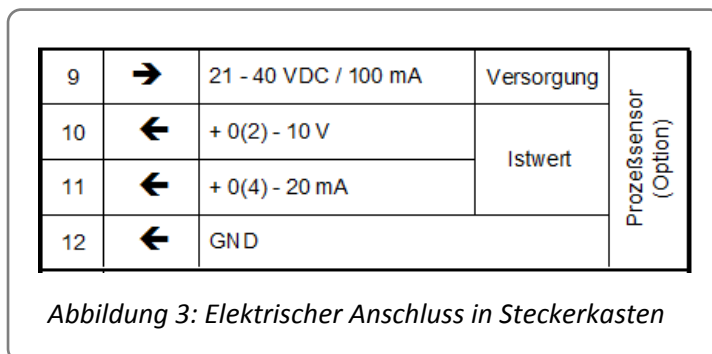 9 → 21 - 40 VDC / 100 mA Versorgung
10 ← + 0(2) - 10 V
Istwert
11 ← + 0(4) - 20 mA
12 ← GND
Prozeßsensor
(Option)
Abbildung 3: Elektrischer Anschluss in Steckerkasten